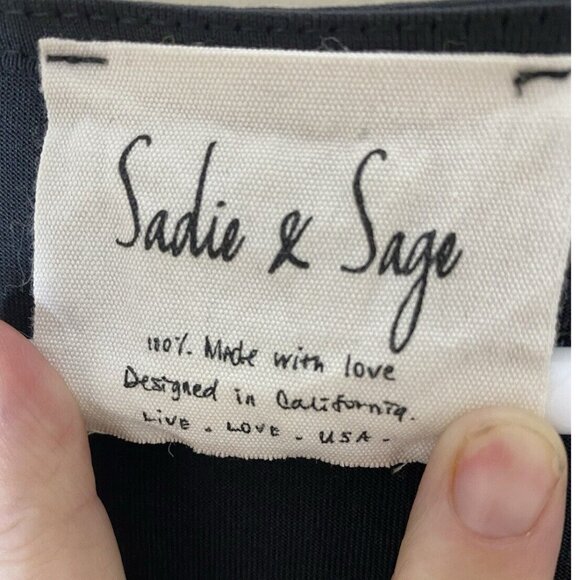 Sadie & Sage
100% Made with love
Designed in California.
LIVE - LOVE - USA -